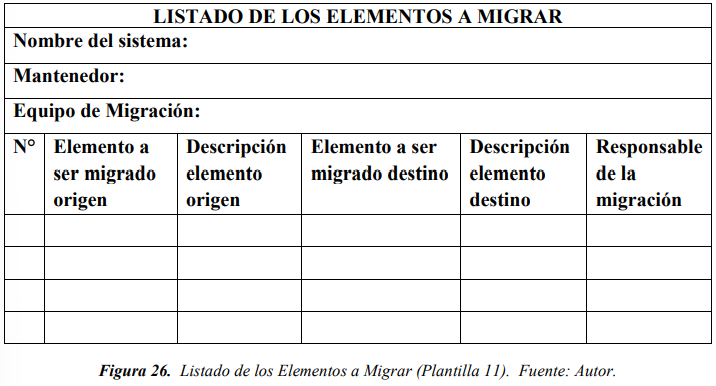 LISTADO DE LOS ELEMENTOS A MIGRAR
Nombre del sistema:
Mantenedor:
Equipo de Migración:
N° Elemento a ser migrado origen Descripción elemento origen Elemento a ser migrado destino Descripción elemento destino Responsable de la migración
Figura 26. Listado de los Elementos a Migrar (Plantilla 11). Fuente: Autor.